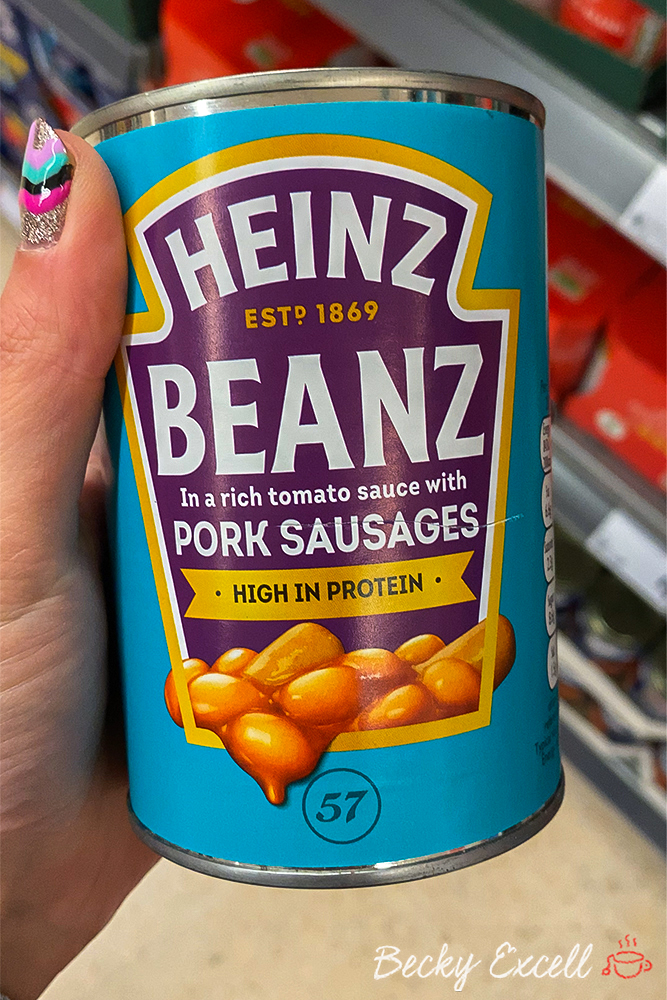 HEINZ
ESTD 1869
BEANZ
In a rich tomato sauce with
PORK SAUSAGES
· HIGH IN PROTEIN ·
57
Becky Excell